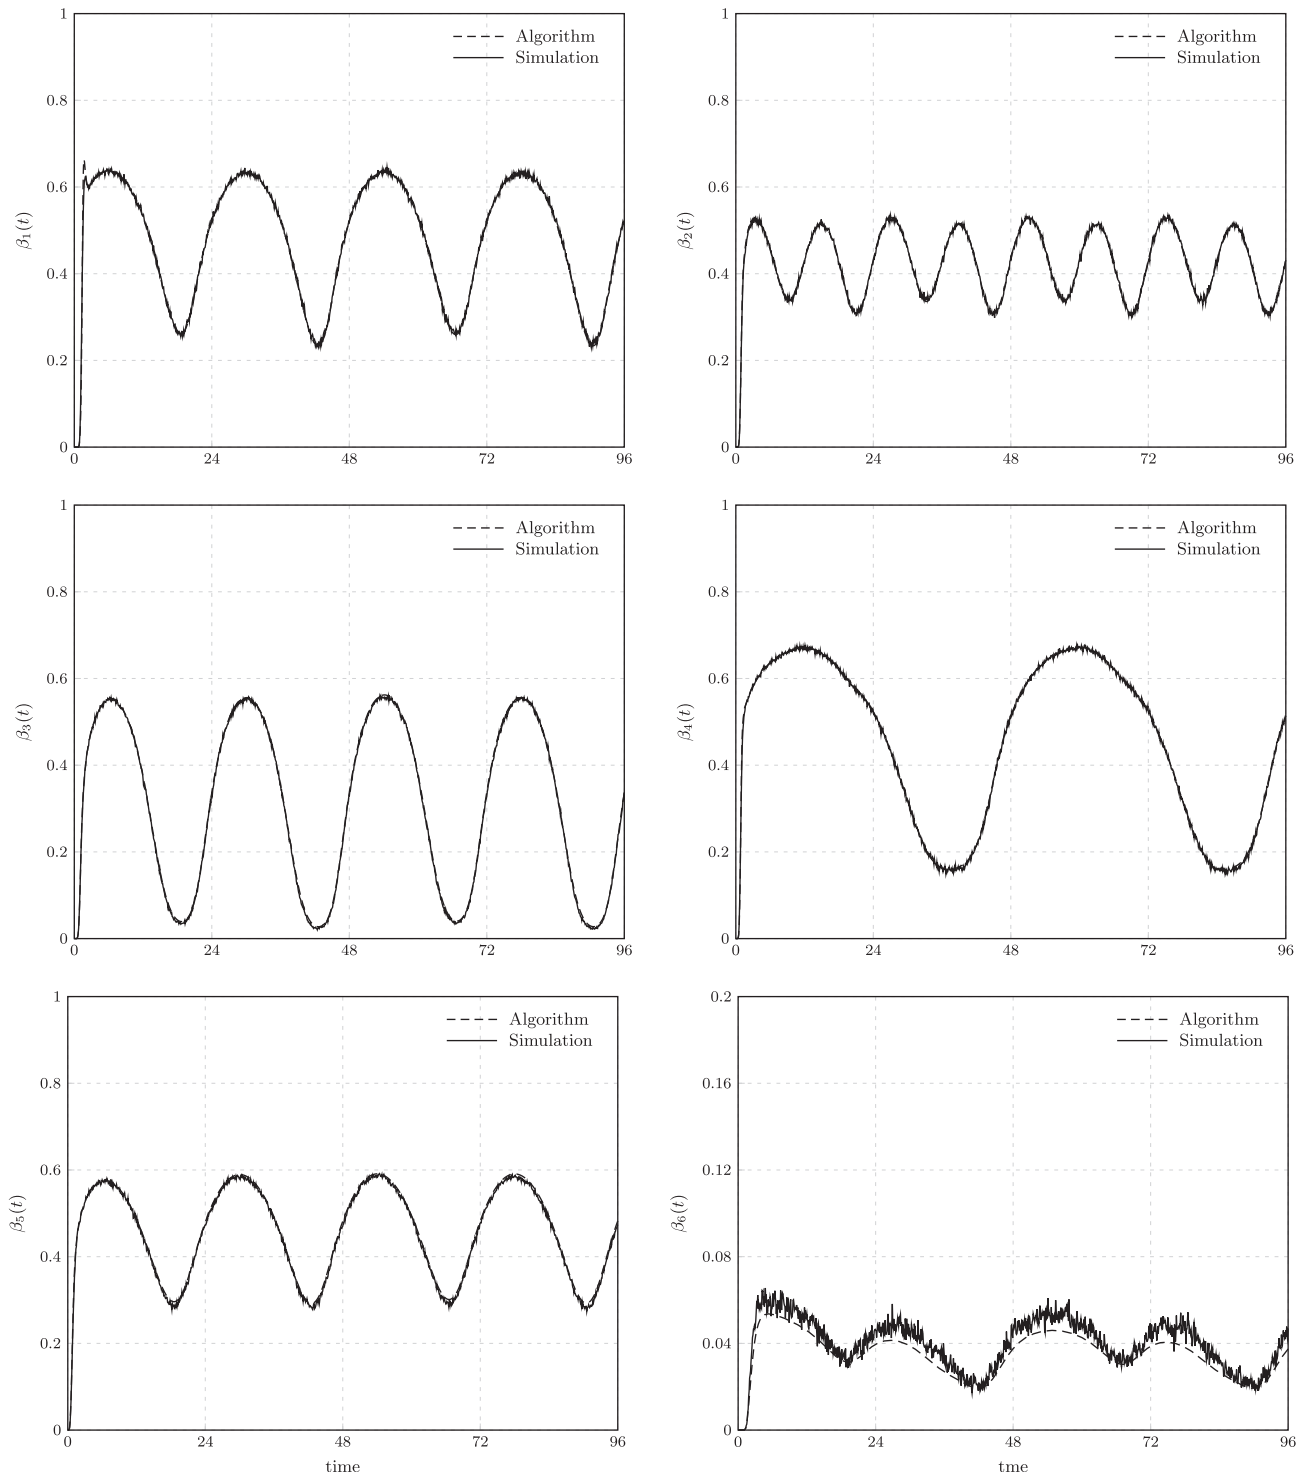 1
0.8
0.6
0.4
0.2
0
0 24 48 72 96
β1(t)
Algorithm
Simulation
1
0.8
0.6
0.4
0.2
0
0 24 48 72 96
β2(t)
Algorithm
Simulation
1
0.8
0.6
0.4
0.2
0
0 24 48 72 96
β3(t)
Algorithm
Simulation
1
0.8
0.6
0.4
0.2
0
0 24 48 72 96
β4(t)
Algorithm
Simulation
1
0.8
0.6
0.4
0.2
0
0 24 48 72 96
β5(t)
time
Algorithm
Simulation
0.2
0.16
0.12
0.08
0.04
0
0 24 48 72 96
β6(t)
tme
Algorithm
Simulation